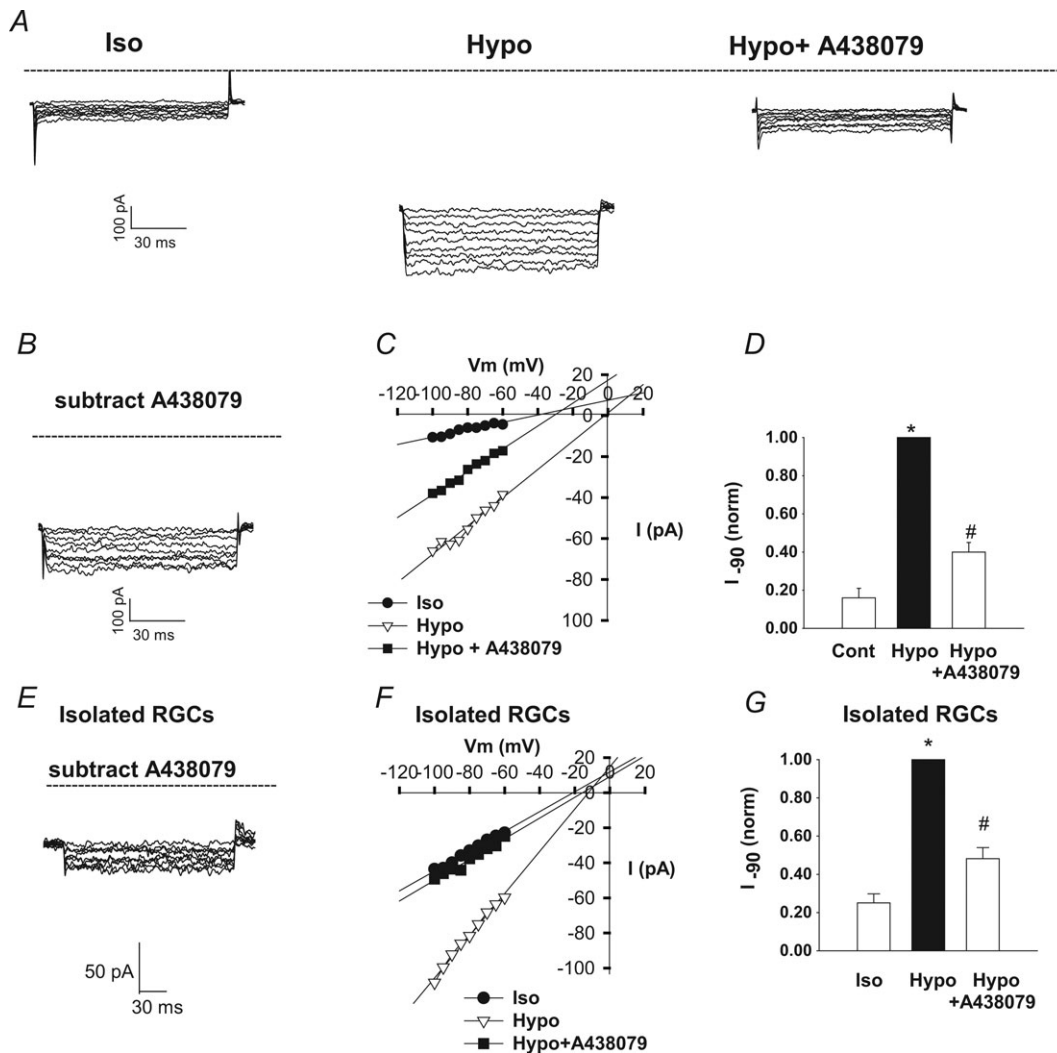 A
Iso
Hypo
Hypo+ A438079
100 pA
30 ms
B
subtract A438079
100 pA
30 ms
C
Vm (mV)
-120 -100 -80 -60 -40 -20 0 20
20
0
-20
-40
-60
-80
100
I (pA)
Iso
Hypo
Hypo + A438079
D
I -90 (norm)
1.00
0.80
0.60
0.40
0.20
0.00
*
#
Cont Hypo Hypo
+A438079
E
Isolated RGCs
subtract A438079
50 pA
30 ms
F
Isolated RGCs
Vm (mV)
-120 -100 -80 -60 -40 -20 0 20
20
0
-20
-40
-60
-80
-100
I (pA)
Iso
Hypo
Hypo+A438079
G
Isolated RGCs
I -90 (norm)
1.00
0.80
0.60
0.40
0.20
0.00
*
#
Iso Hypo Hypo
+A438079